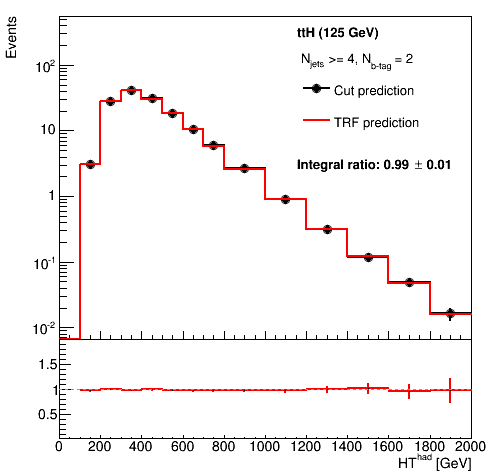 Events
ttH (125 GeV)
N_jets >= 4, N_b-tag = 2
Cut prediction
TRF prediction
Integral ratio: 0.99 ± 0.01
10²
10
1
10⁻¹
10⁻²
1.5
1
0.5
0 200 400 600 800 1000 1200 1400 1600 1800 2000
HT^had [GeV]